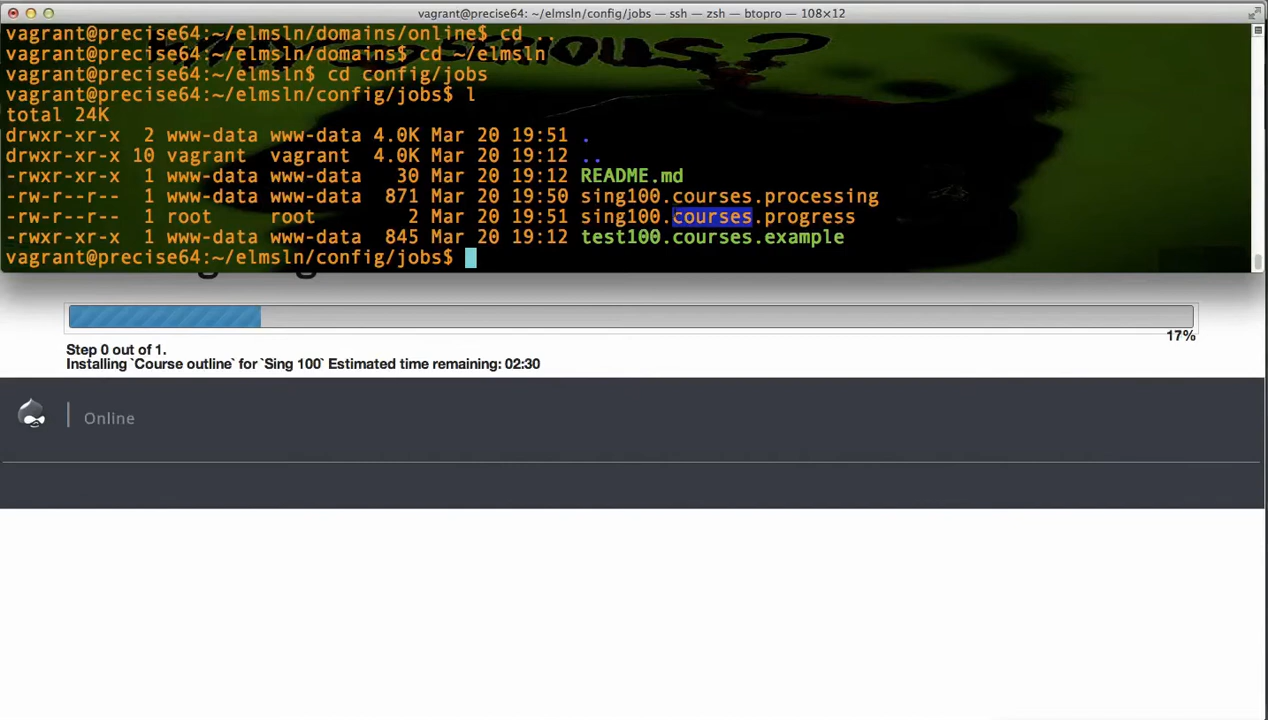 vagrant@precise64: ~/elmsln/config/jobs — ssh — zsh — btopro — 108×12
vagrant@precise64:~/elmsln/domains/online$ cd ..
vagrant@precise64:~/elmsln/domains$ cd ~/elmsln
vagrant@precise64:~/elmsln$ cd config/jobs
vagrant@precise64:~/elmsln/config/jobs$ l
total 24K
drwxr-xr-x  2 www-data www-data 4.0K Mar 20 19:51 .
drwxr-xr-x 10 vagrant  vagrant  4.0K Mar 20 19:12 ..
-rwxr-xr-x  1 www-data www-data   30 Mar 20 19:12 README.md
-rw-r--r--  1 www-data www-data  871 Mar 20 19:50 sing100.courses.processing
-rw-r--r--  1 root     root        2 Mar 20 19:51 sing100.courses.progress
-rwxr-xr-x  1 www-data www-data  845 Mar 20 19:12 test100.courses.example
vagrant@precise64:~/elmsln/config/jobs$
17%
Step 0 out of 1.
Installing `Course outline` for `Sing 100` Estimated time remaining: 02:30
Online